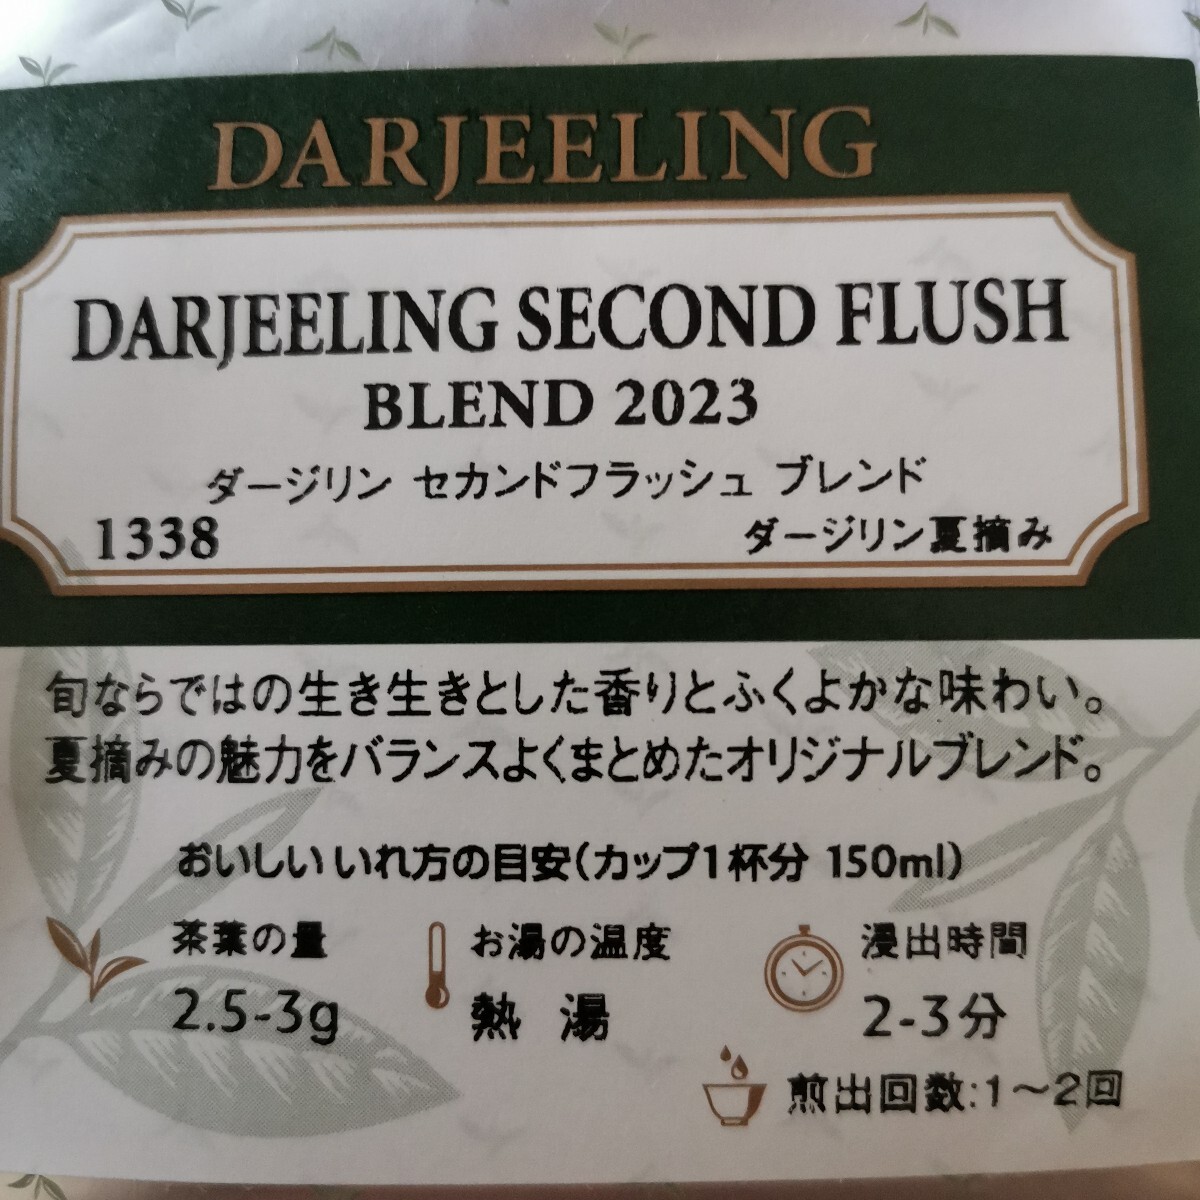 DARJEELING
DARJEELING SECOND FLUSH
BLEND 2023
ダージリン セカンドフラッシュ ブレンド
1338 ダージリン夏摘み
旬ならではの生き生きとした香りとふくよかな味わい。
夏摘みの魅力をバランスよくまとめたオリジナルブレンド。
おいしいいれ方の目安(カップ1杯分 150ml)
茶葉の量 お湯の温度 浸出時間
2.5-3g 熱 湯 2-3分
煎出回数:1～2回